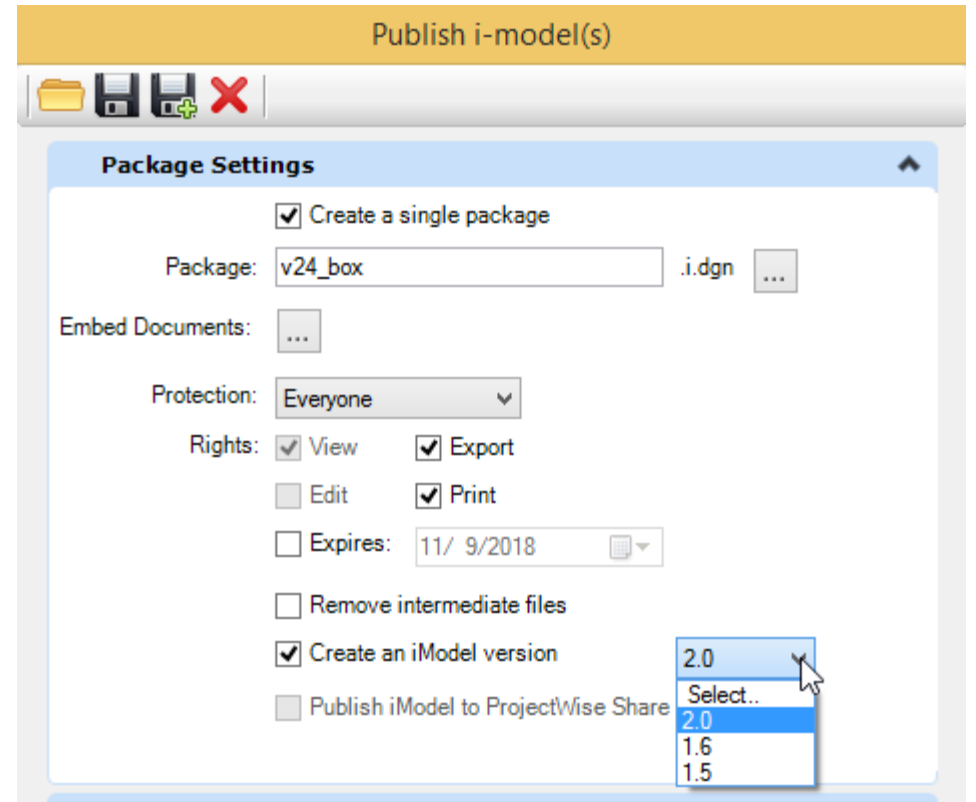 Publish i-model(s)
Package Settings
Create a single package
Package: v24_box .i.dgn ...
Embed Documents: ...
Protection: Everyone
Rights: View Export
Edit Print
Expires: 11/ 9/2018
Remove intermediate files
Create an iModel version 2.0
Select..
Publish iModel to ProjectWise Share
2.0
1.6
1.5